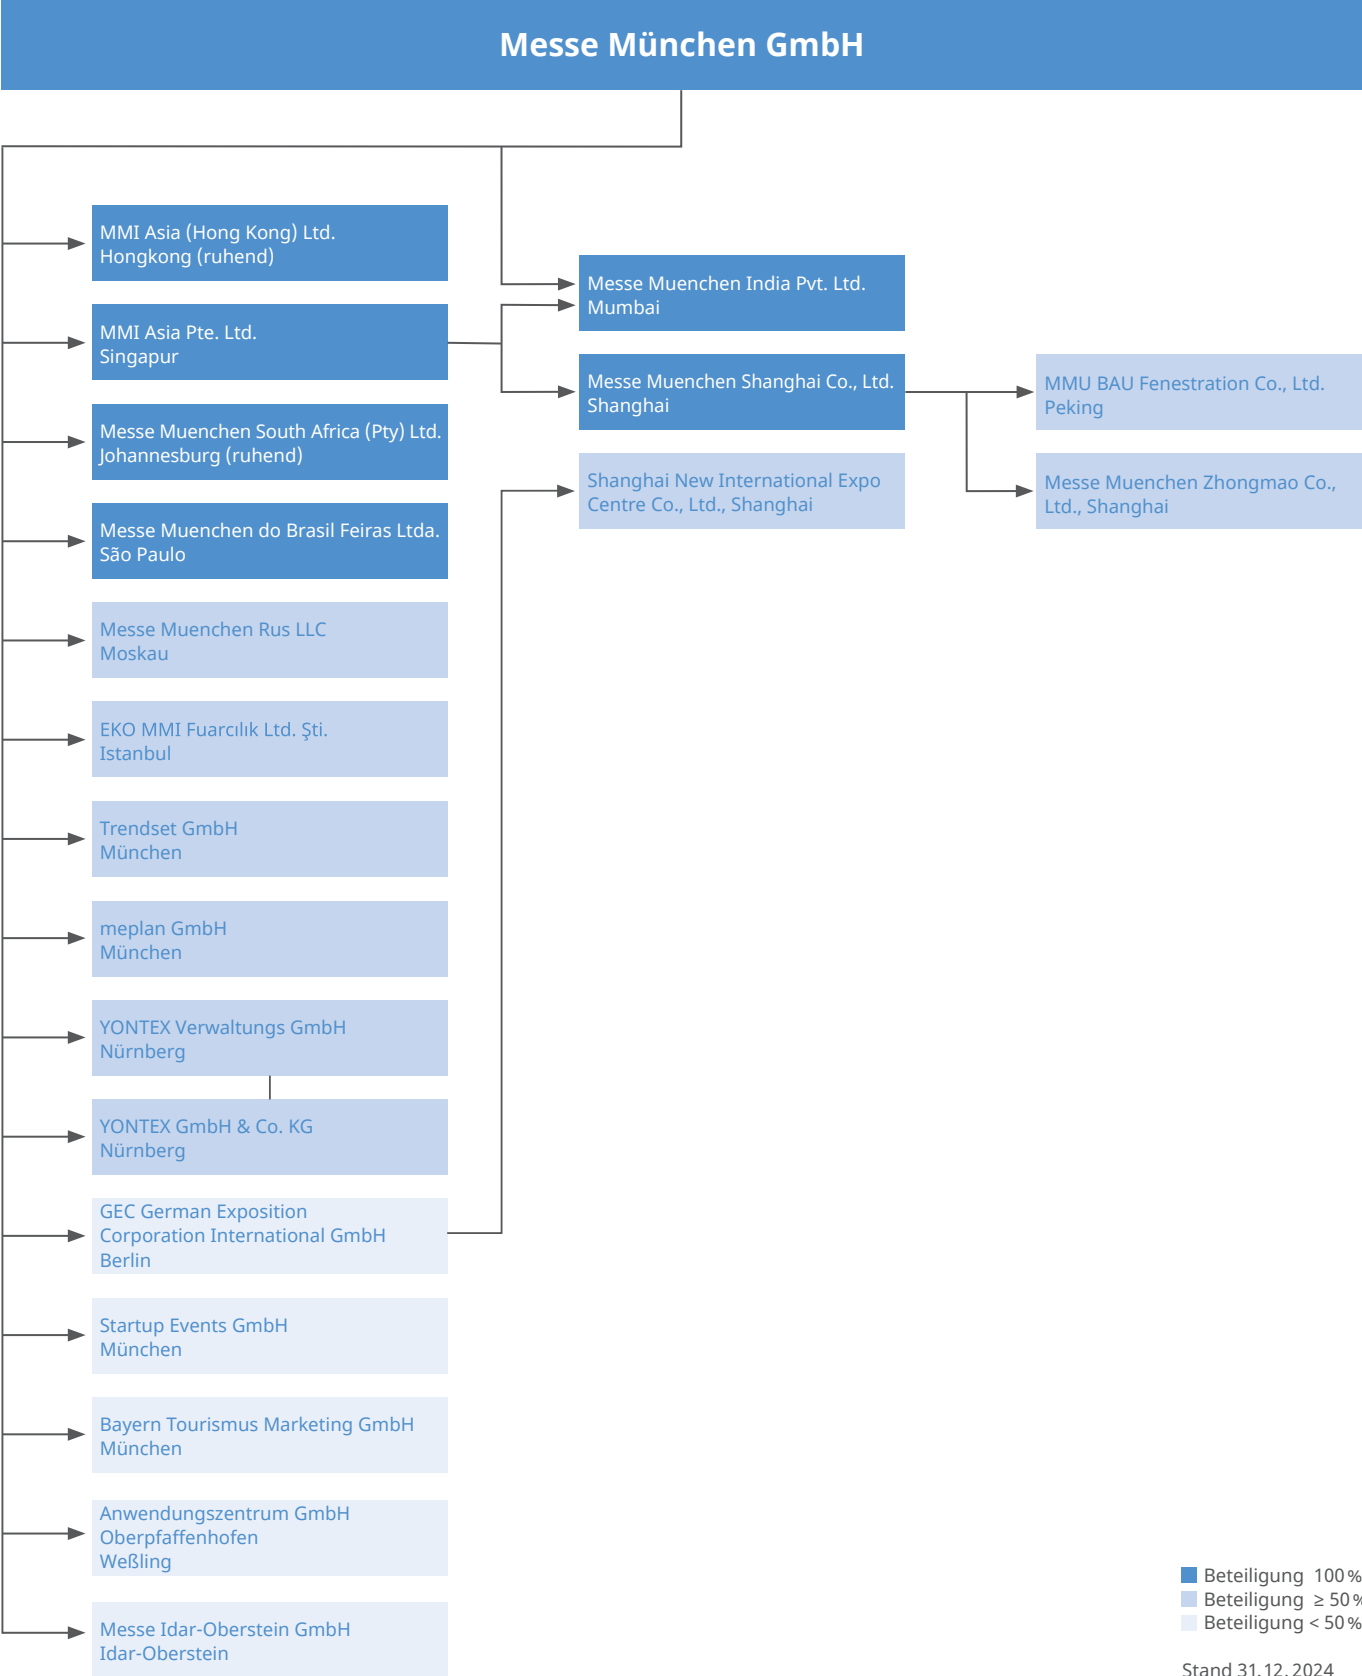 Messe München GmbH
MMI Asia (Hong Kong) Ltd.
Hongkong (ruhend)
MMI Asia Pte. Ltd.
Singapur
Messe Muenchen South Africa (Pty) Ltd.
Johannesburg (ruhend)
Messe Muenchen do Brasil Feiras Ltda.
São Paulo
Messe Muenchen Rus LLC
Moskau
EKO MMI Fuarcılık Ltd. Şti.
Istanbul
Trendset GmbH
München
meplan GmbH
München
YONTEX Verwaltungs GmbH
Nürnberg
YONTEX GmbH & Co. KG
Nürnberg
GEC German Exposition
Corporation International GmbH
Berlin
Startup Events GmbH
München
Bayern Tourismus Marketing GmbH
München
Anwendungszentrum GmbH
Oberpfaffenhofen
Weßling
Messe Idar-Oberstein GmbH
Idar-Oberstein
Messe Muenchen India Pvt. Ltd.
Mumbai
Messe Muenchen Shanghai Co., Ltd.
Shanghai
Shanghai New International Expo
Centre Co., Ltd., Shanghai
MMU BAU Fenestration Co., Ltd.
Peking
Messe Muenchen Zhongmao Co.,
Ltd., Shanghai
Beteiligung 100 %
Beteiligung ≥ 50 %
Beteiligung < 50 %
Stand 31.12.2024